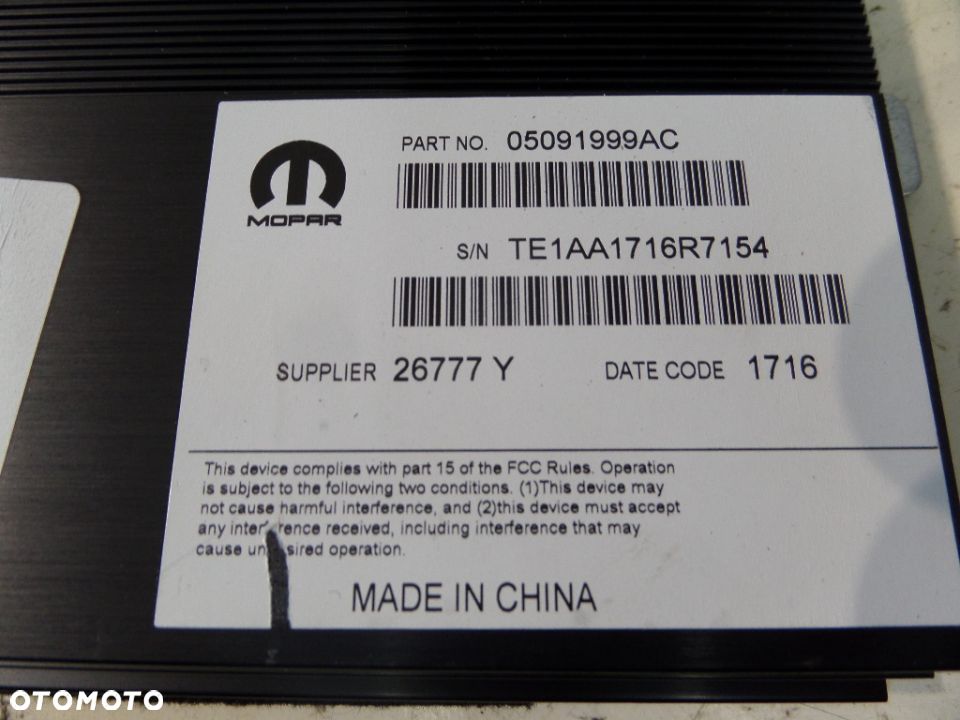 MOPAR
PART NO. 05091999AC
S/N TE1AA1716R7154
SUPPLIER 26777 Y DATE CODE 1716
This device complies with part 15 of the FCC Rules. Operation
is subject to the following two conditions. (1)This device may
not cause harmful interference, and (2)this device must accept
any interference received, including interference that may
cause undesired operation.
MADE IN CHINA
OTOMOTO